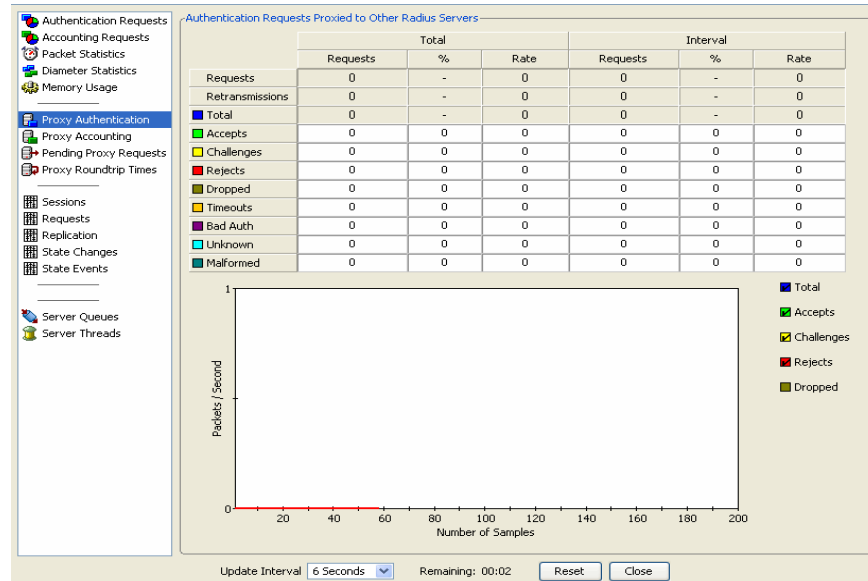 Authentication Requests
Accounting Requests
Packet Statistics
Diameter Statistics
Memory Usage
Proxy Authentication
Proxy Accounting
Pending Proxy Requests
Proxy Roundtrip Times
Sessions
Requests
Replication
State Changes
State Events
Server Queues
Server Threads
Authentication Requests Proxied to Other Radius Servers
Total Interval
Requests % Rate Requests % Rate
Requests 0 - 0 0 - 0
Retransmissions 0 - 0 0 - 0
Total 0 - 0 0 - 0
Accepts 0 0 0 0 0 0
Challenges 0 0 0 0 0 0
Rejects 0 0 0 0 0 0
Dropped 0 0 0 0 0 0
Timeouts 0 0 0 0 0 0
Bad Auth 0 0 0 0 0 0
Unknown 0 0 0 0 0 0
Malformed 0 0 0 0 0 0
1
Packets / Second
0
20 40 60 80 100 120 140 160 180 200
Number of Samples
Total
Accepts
Challenges
Rejects
Dropped
Update Interval 6 Seconds Remaining: 00:02 Reset Close